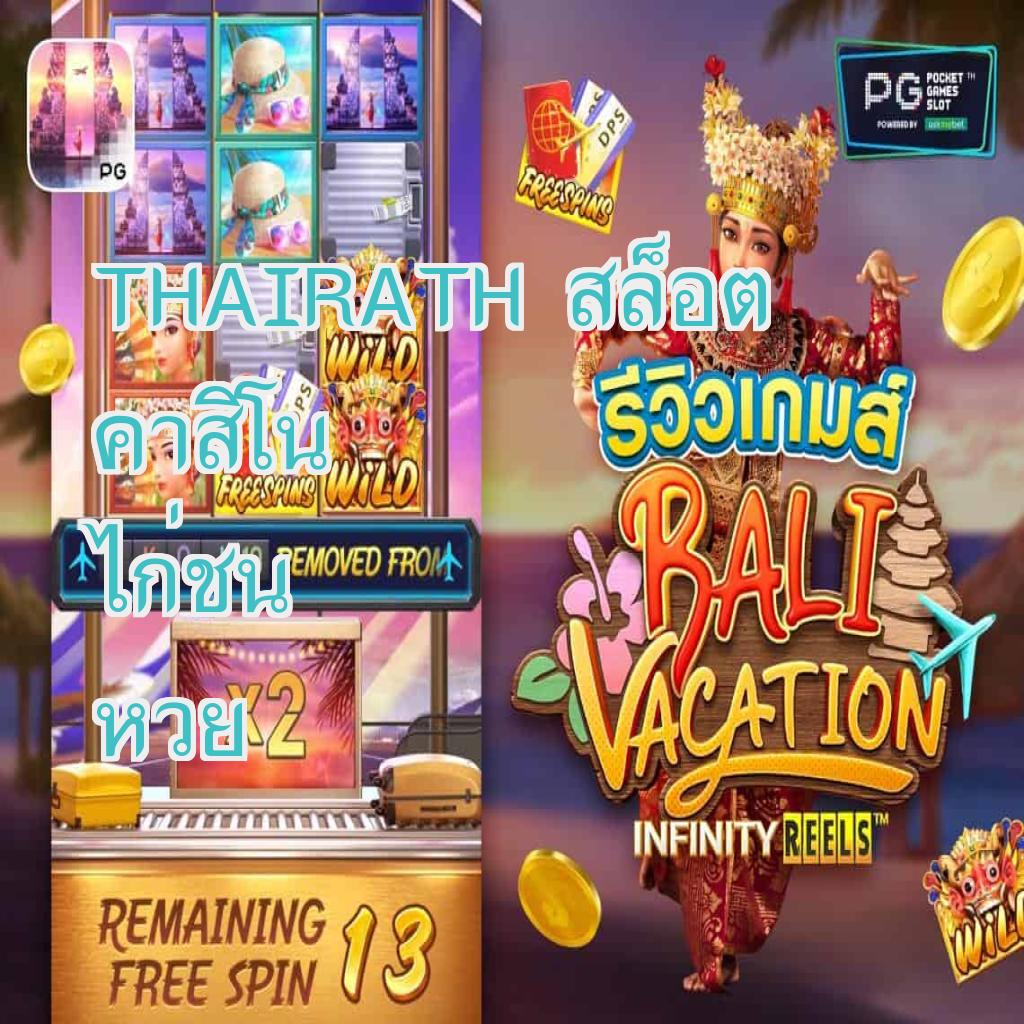 PG
PG POCKET GAMES SLOT™
POWERED BY askmebet
DPS
FREESPINS
THAIRATH สล็อต
คาสิโน
ไก่ชน
หวย
WILD
WILD
FREESPINS
REMOVED FROM
x2
REMAINING FREE SPIN 13
รีวิวเกมส์
BALI
VACATION
INFINITY REELS™
WILD